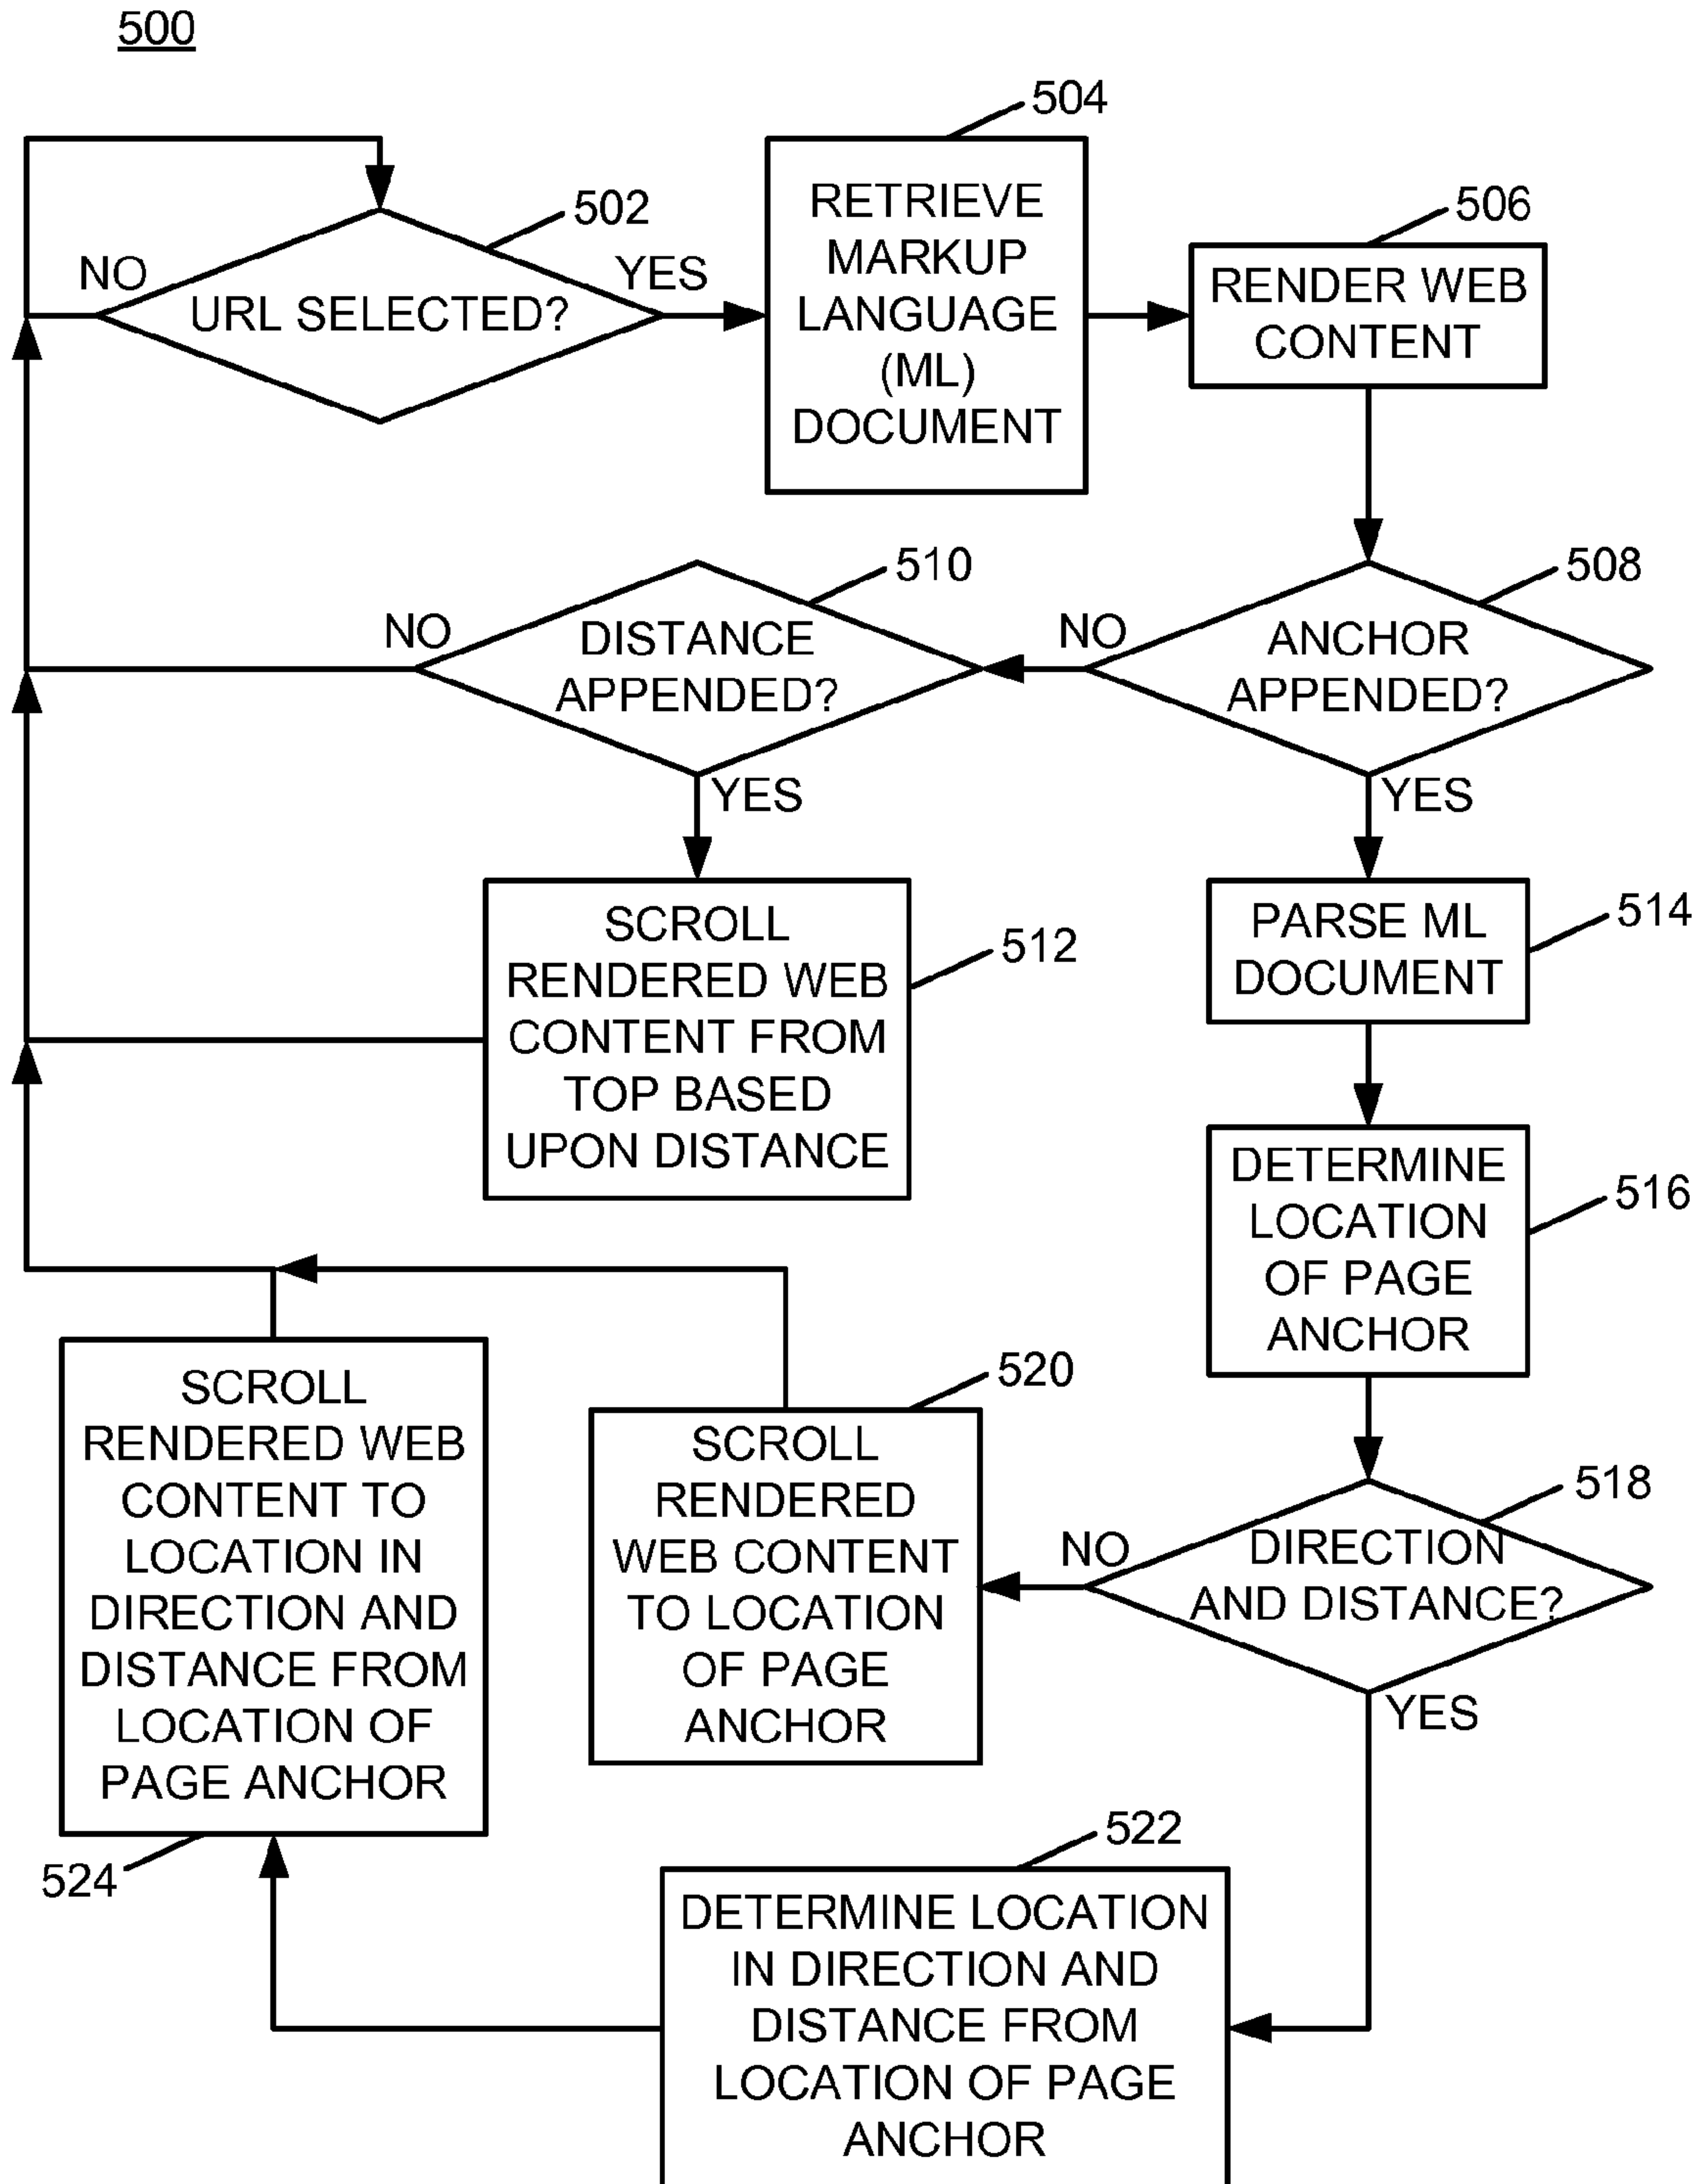 500
504
RETRIEVE
MARKUP
LANGUAGE
(ML)
DOCUMENT
502
NO
URL SELECTED?
YES
506
RENDER WEB
CONTENT
510
NO
DISTANCE
APPENDED?
YES
508
NO
ANCHOR
APPENDED?
YES
SCROLL
RENDERED WEB
CONTENT FROM
TOP BASED
UPON DISTANCE
512
PARSE ML
DOCUMENT
514
DETERMINE
LOCATION
OF PAGE
ANCHOR
516
518
NO
DIRECTION
AND DISTANCE?
YES
520
SCROLL
RENDERED
WEB CONTENT
TO LOCATION
OF PAGE
ANCHOR
SCROLL
RENDERED WEB
CONTENT TO
LOCATION IN
DIRECTION AND
DISTANCE FROM
LOCATION OF
PAGE ANCHOR
524
522
DETERMINE LOCATION
IN DIRECTION AND
DISTANCE FROM
LOCATION OF PAGE
ANCHOR